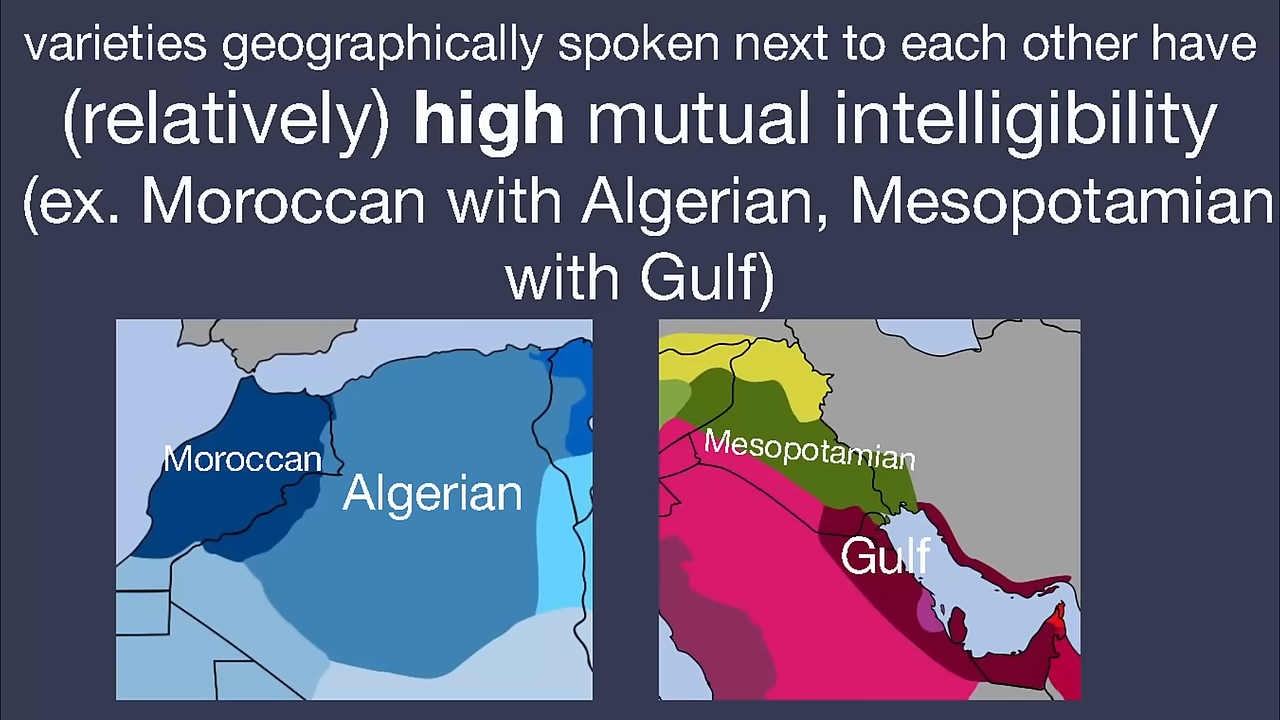 varieties geographically spoken next to each other have
(relatively) high mutual intelligibility
(ex. Moroccan with Algerian, Mesopotamian
with Gulf)
Moroccan
Algerian
Mesopotamian
Gulf